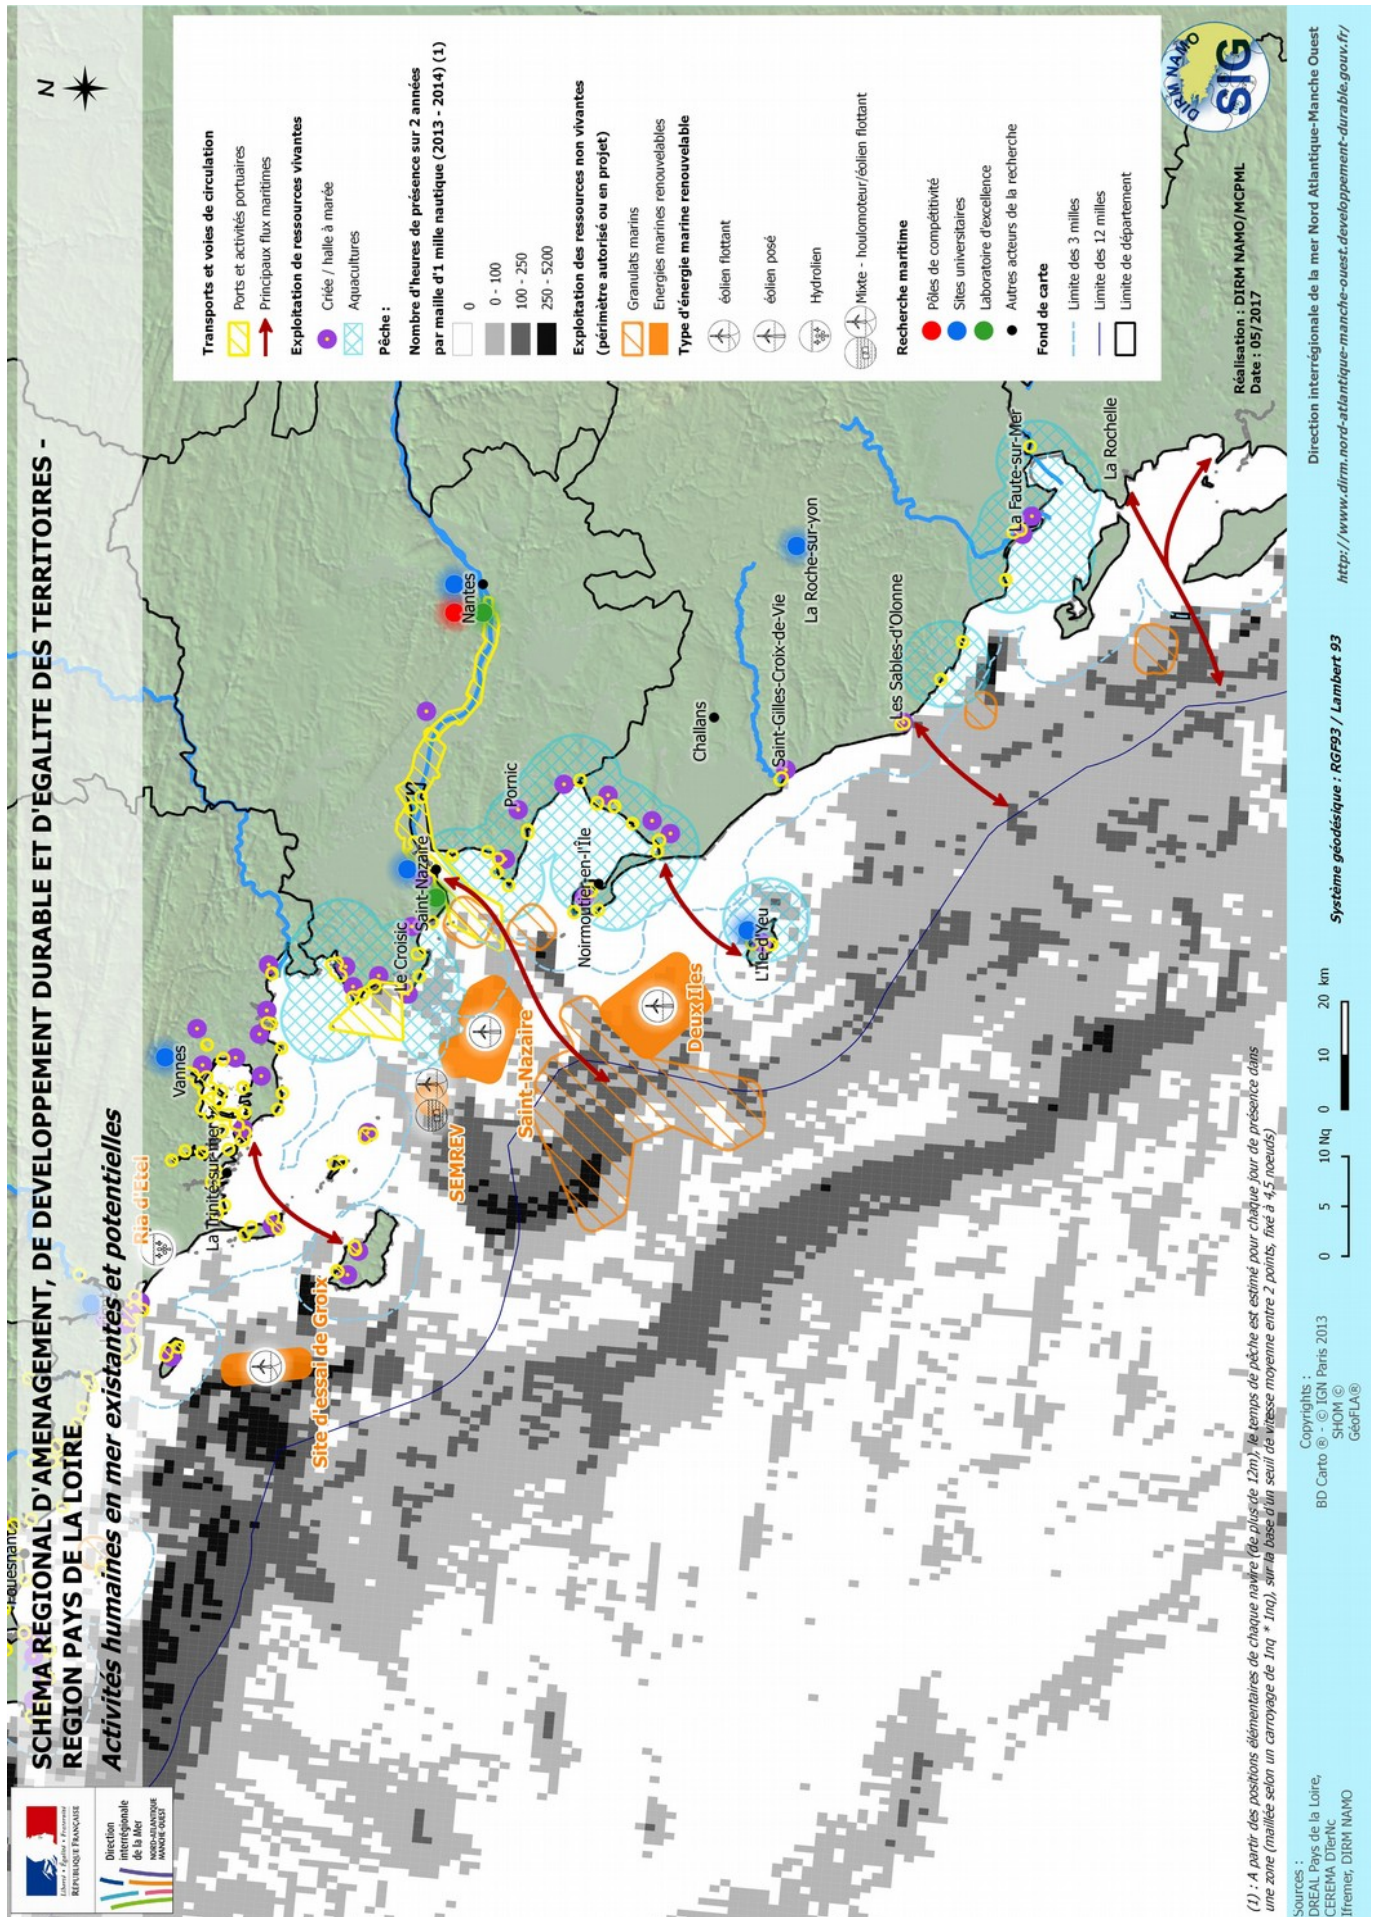 SCHEMA REGIONAL D'AMENAGEMENT, DE DEVELOPPEMENT DURABLE ET D'EGALITE DES TERRITOIRES -
REGION PAYS DE LA LOIRE
Activités humaines en mer existantes et potentielles
Liberté • Égalité • Fraternité
RÉPUBLIQUE FRANÇAISE
Direction
interrégionale
de la Mer
NORD-ATLANTIQUE
MANCHE-OUEST
N
Transports et voies de circulation
Ports et activités portuaires
Principaux flux maritimes
Exploitation de ressources vivantes
Criée / halle à marée
Aquacultures
Pêche :
Nombre d'heures de présence sur 2 années
par maille d'1 mille nautique (2013 - 2014) (1)
0
0 - 100
100 - 250
250 - 5200
Exploitation des ressources non vivantes
(périmètre autorisé ou en projet)
Granulats marins
Energies marines renouvelables
Type d'énergie marine renouvelable
éolien flottant
éolien posé
Hydrolien
Mixte - houlomoteur/éolien flottant
Recherche maritime
Pôles de compétitivité
Sites universitaires
Laboratoire d'excellence
Autres acteurs de la recherche
Fond de carte
Limite des 3 milles
Limite des 12 milles
Limite de département
DIRM NAMO
SIG
Réalisation : DIRM NAMO/MCPML
Date : 05/2017
Fouesnant
Ria d'Etel
Vannes
La Trinité-sur-mer
Site d'essai de Groix
Le Croisic
Saint-Nazaire
Nantes
SEMREV
Saint-Nazaire
Pornic
Noirmoutier-en-l'Île
Deux Iles
L'Ile-d'Yeu
Challans
Saint-Gilles-Croix-de-Vie
La Roche-sur-yon
Les Sables-d'Olonne
La Faute-sur-Mer
La Rochelle
(1) : A partir des positions élémentaires de chaque navire (de plus de 12m), le temps de pêche est estimé pour chaque jour de présence dans
une zone (maillée selon un carroyage de 1nq * 1nq), sur la base d'un seuil de vitesse moyenne entre 2 points, fixé à 4,5 noeuds)
Sources :
DREAL Pays de la Loire,
CEREMA DTerNc
Ifremer, DIRM NAMO
Copyrights :
BD Carto ® - © IGN Paris 2013
SHOM ©
GéoFLA®
0 5 10 Nq
0 10 20 km
Système géodésique : RGF93 / Lambert 93
Direction interrégionale de la mer Nord Atlantique-Manche Ouest
http://www.dirm.nord-atlantique-manche-ouest.developpement-durable.gouv.fr/